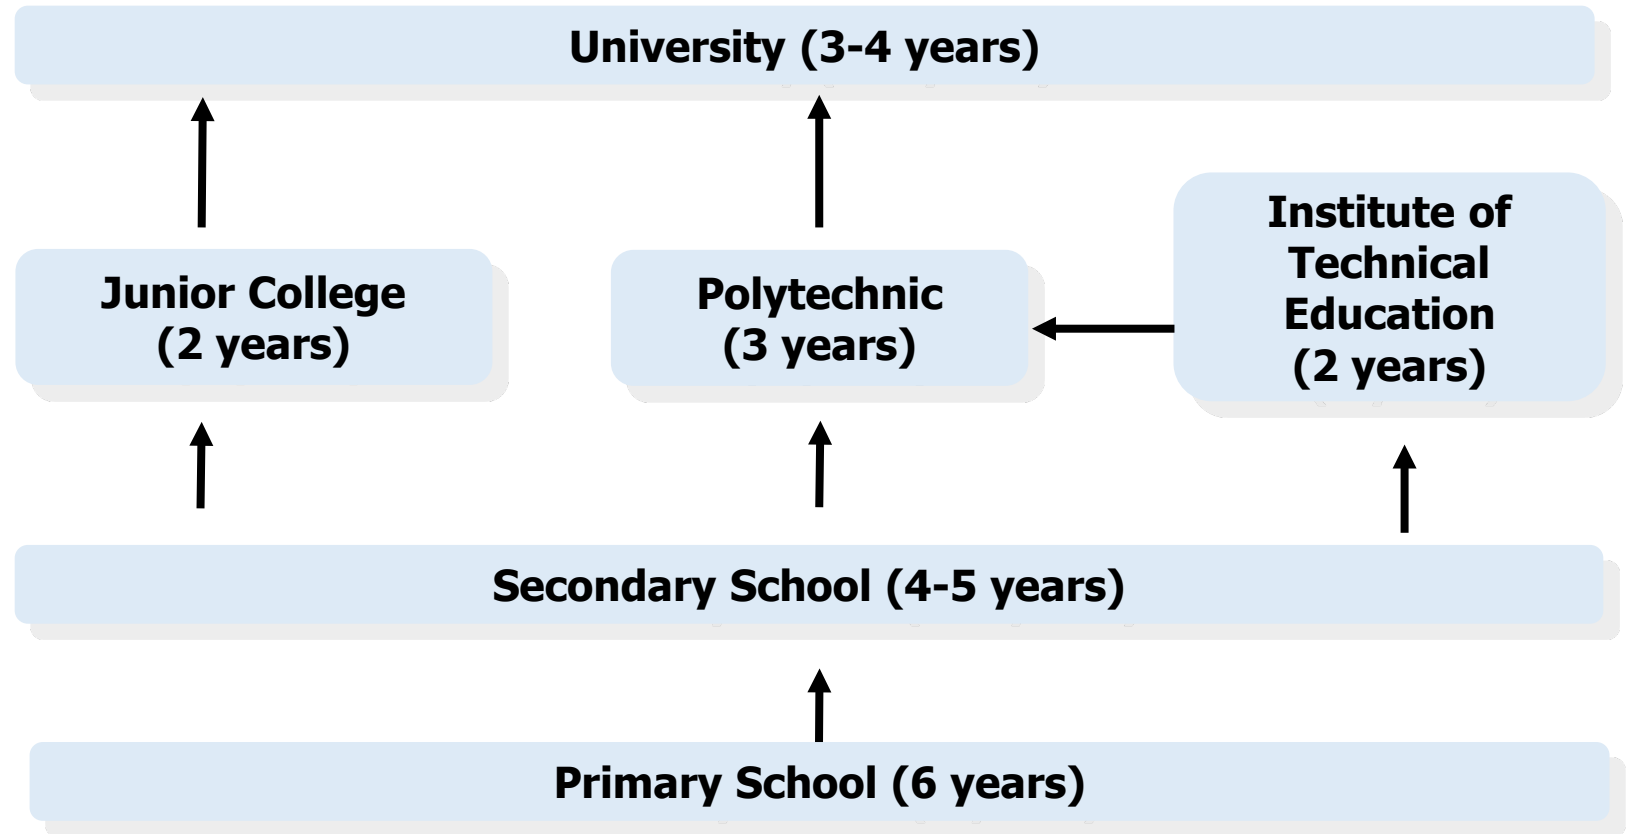 University (3-4 years)
Junior College
(2 years)
Polytechnic
(3 years)
Institute of
Technical
Education
(2 years)
Secondary School (4-5 years)
Primary School (6 years)